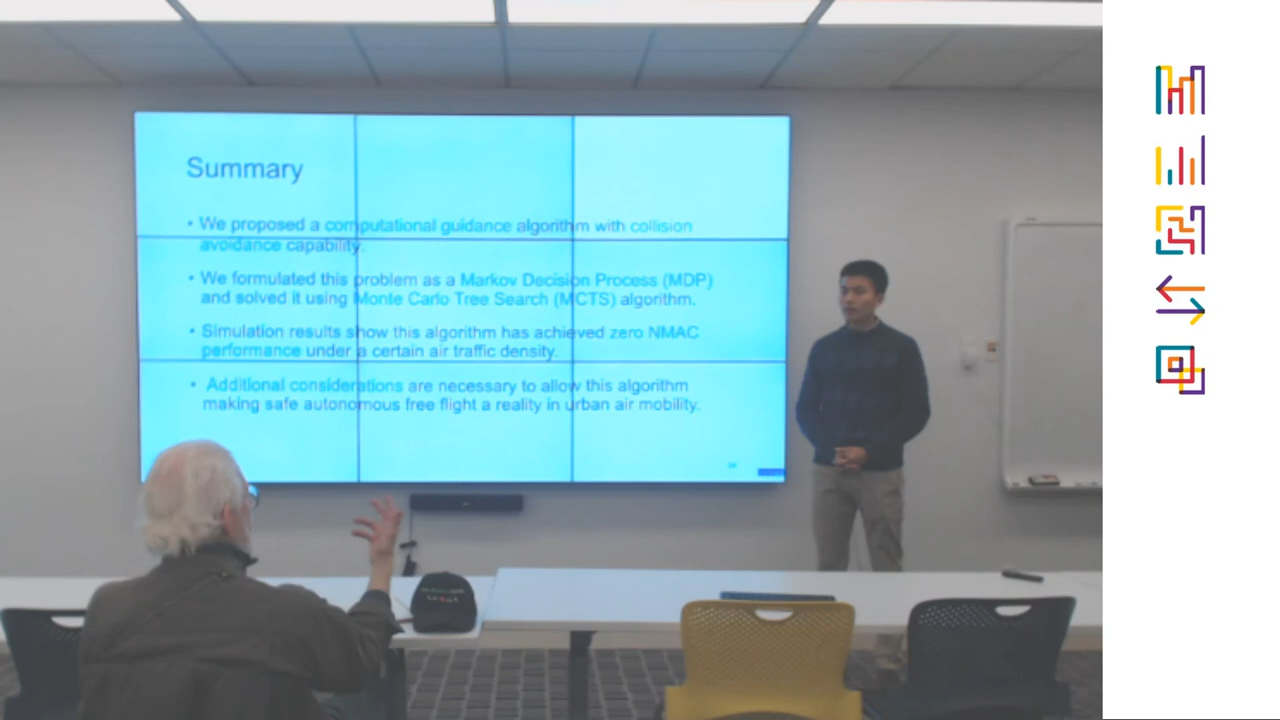 Summary
• We proposed a computational guidance algorithm with collision
avoidance capability.
• We formulated this problem as a Markov Decision Process (MDP)
and solved it using Monte Carlo Tree Search (MCTS) algorithm.
• Simulation results show this algorithm has achieved zero NMAC
performance under a certain air traffic density.
• Additional considerations are necessary to allow this algorithm
making safe autonomous free flight a reality in urban air mobility.